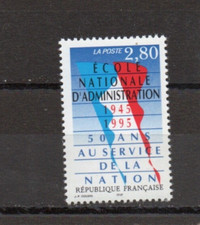 LA POSTE 2,80
ÉCOLE
NATIONALE
D'ADMINISTRATION
1945
1995
50 ANS
AU SERVICE
DE LA
NATION
RÉPUBLIQUE FRANÇAISE